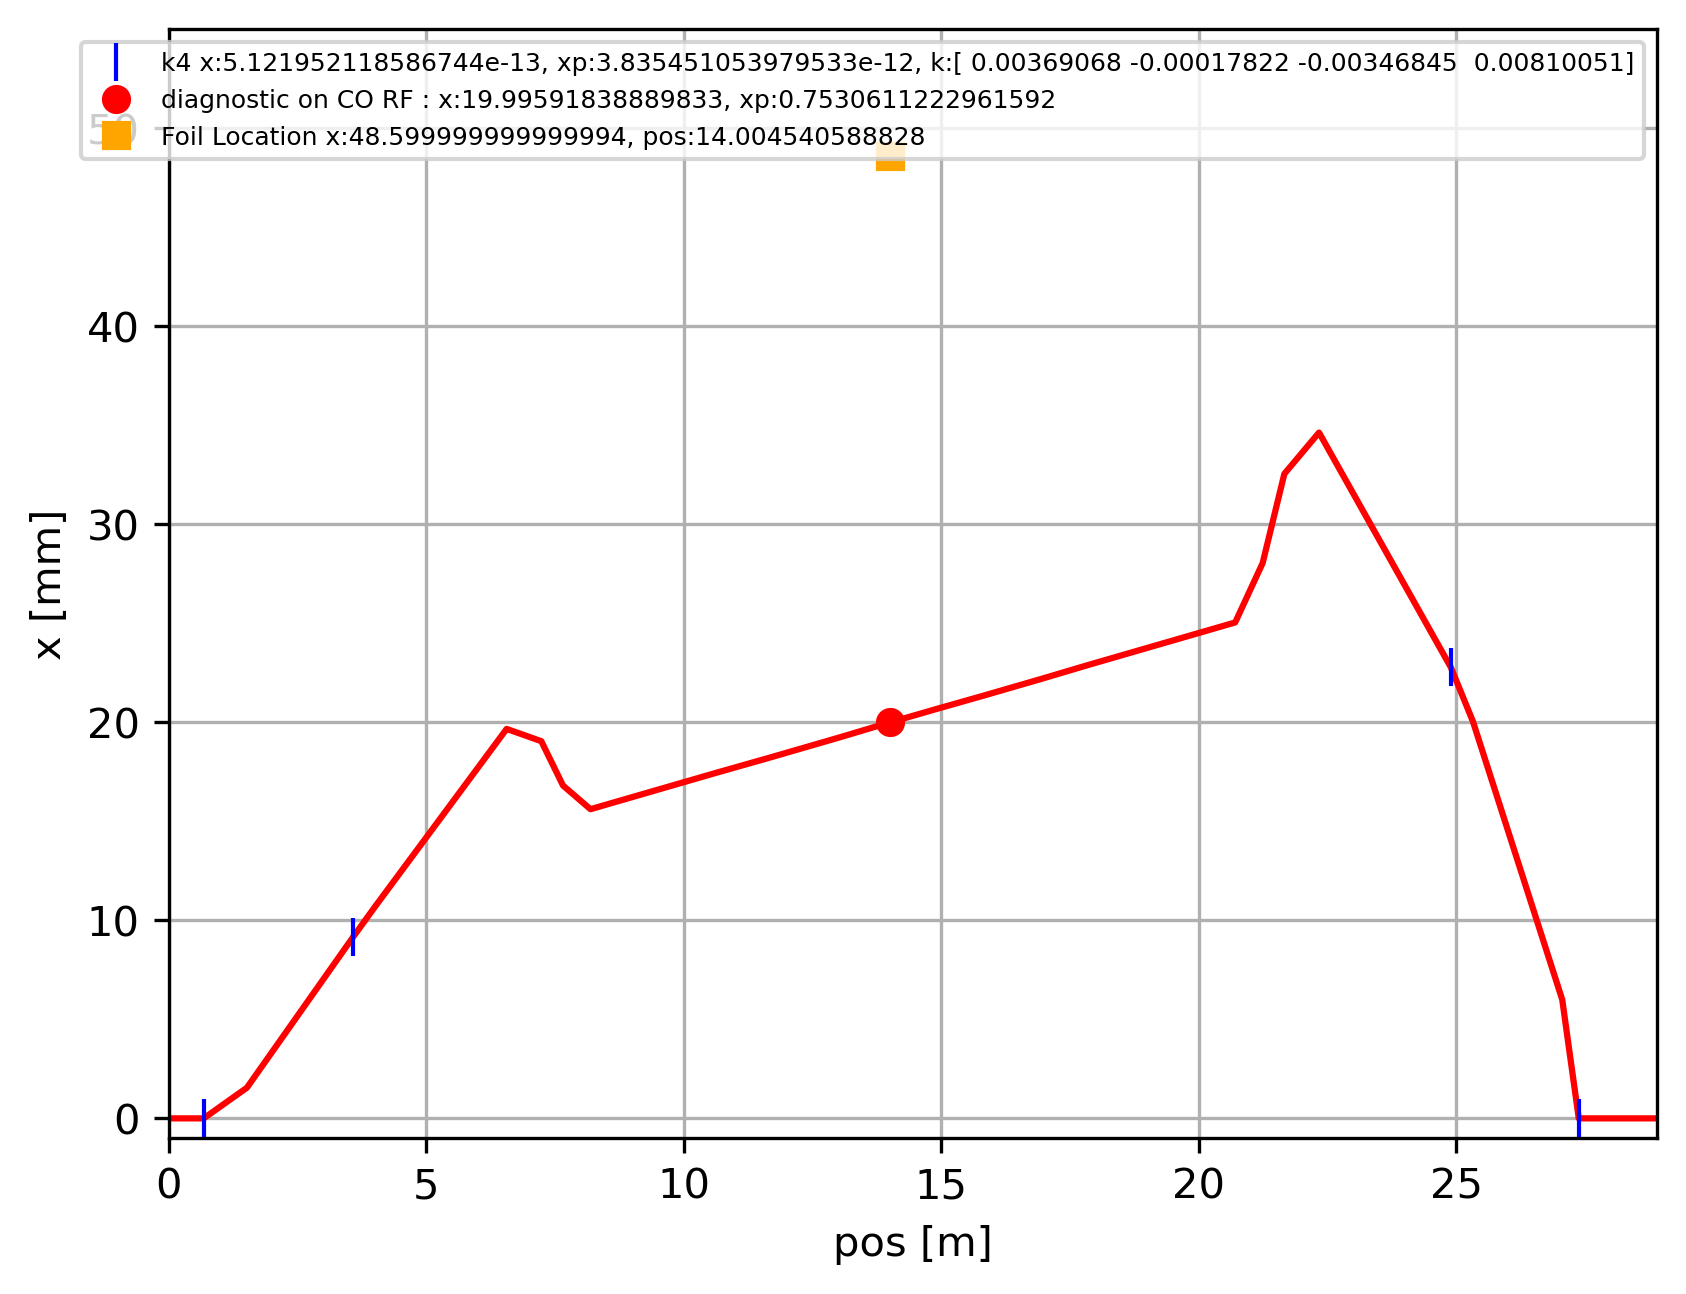 k4 x:5.121952118586744e-13, xp:3.835451053979533e-12, k:[ 0.00369068 -0.00017822 -0.00346845  0.00810051]
diagnostic on CO RF : x:19.99591838889833, xp:0.7530611222961592
Foil Location x:48.599999999999994, pos:14.004540588828
50
40
30
20
10
0
x [mm]
0 5 10 15 20 25
pos [m]